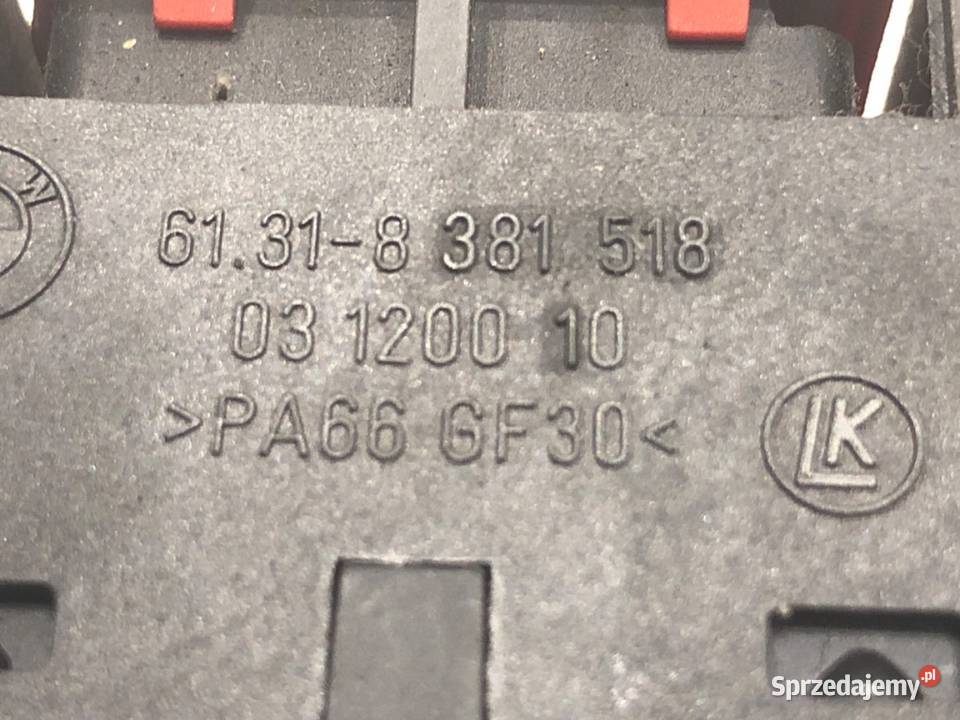 W
61.31-8 381 518
03 1200 10
>PA66 GF30<
LK
Sprzedajemy.pl